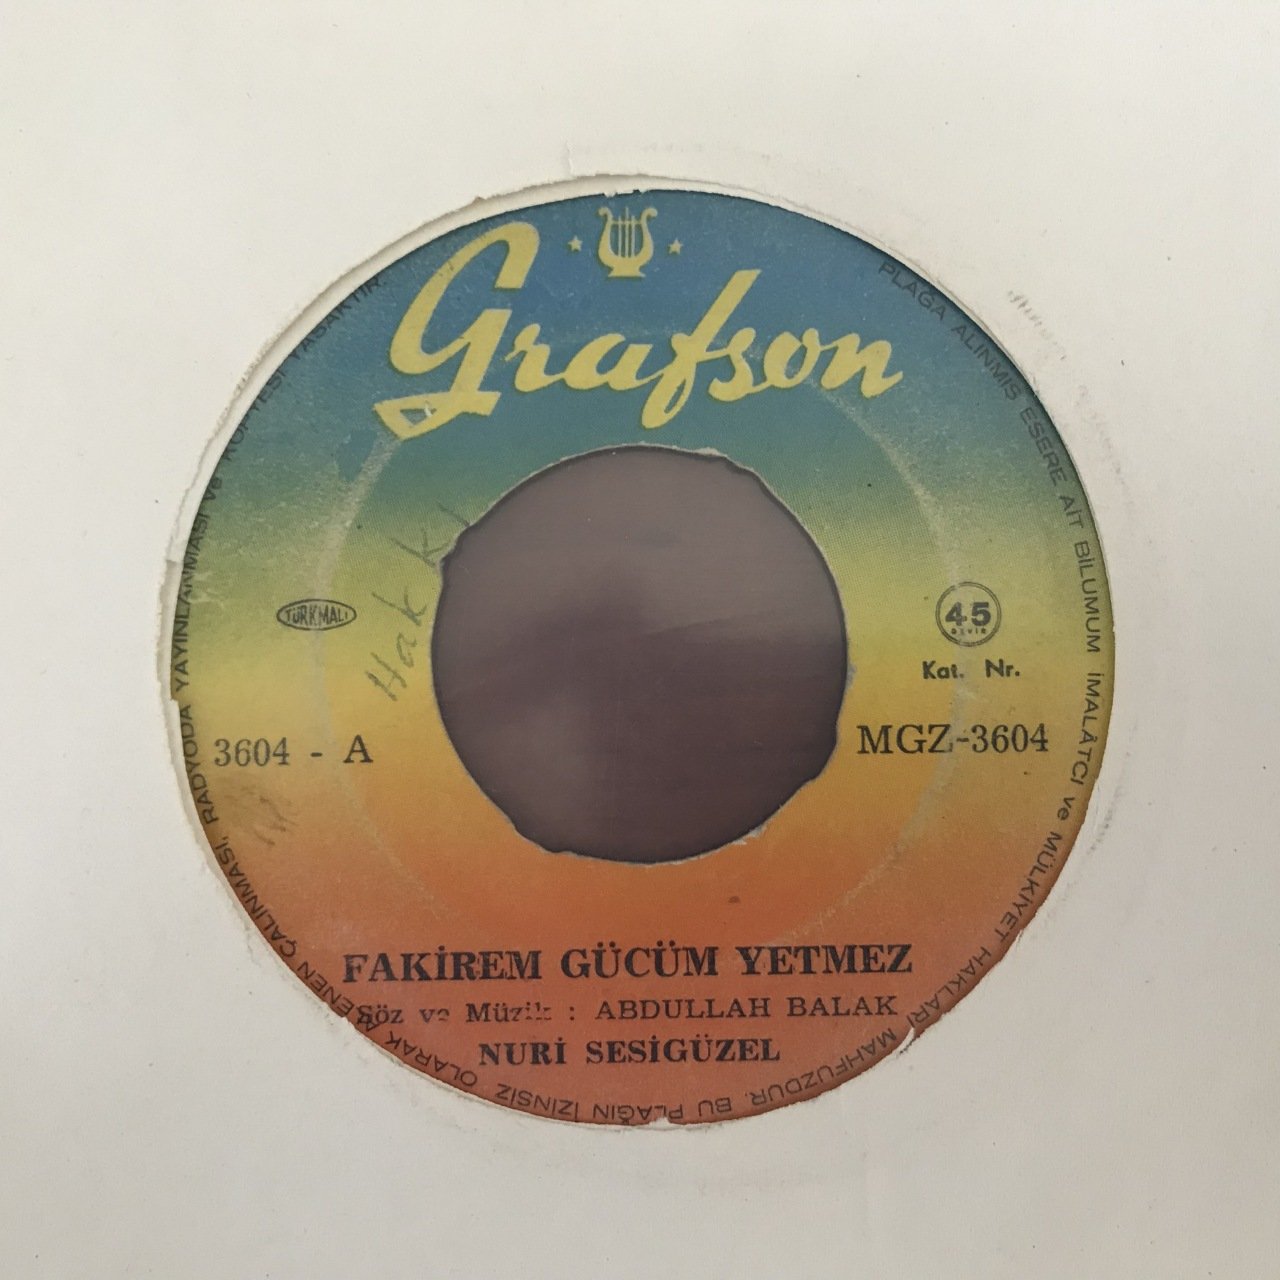 Grafson
PLAĞA ALINMIŞ ESERE AİT BİLUMUM İMALÂTCI ve MÜLKİYET HAKLARI MAHFUZDUR. BU PLAĞIN İZİNSİZ OLARAK ALENEN ÇALINMASI, RADYODA YAYINLANMASI ve KOPYESİ YASAKTIR.
Hakkı
TÜRKMALI
45
DEVİR
Kat. Nr.
3604 - A
MGZ-3604
FAKİREM GÜCÜM YETMEZ
Söz ve Müzik : ABDULLAH BALAK
NURİ SESİGÜZEL